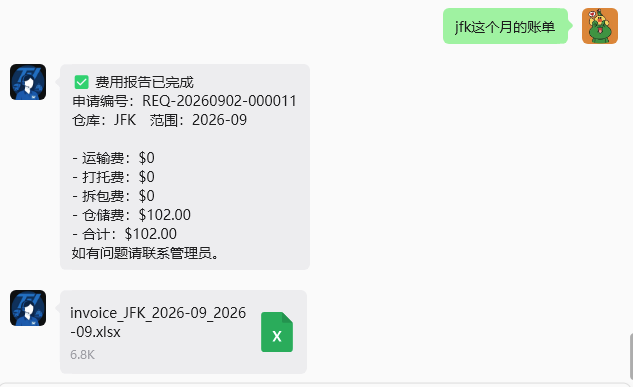 jfk这个月的账单
✅ 费用报告已完成
申请编号：REQ-20260902-000011
仓库：JFK 范围：2026-09
- 运输费：$0
- 打托费：$0
- 拆包费：$0
- 仓储费：$102.00
- 合计：$102.00
如有问题请联系管理员。
invoice_JFK_2026-09_2026
-09.xlsx
X
6.8K